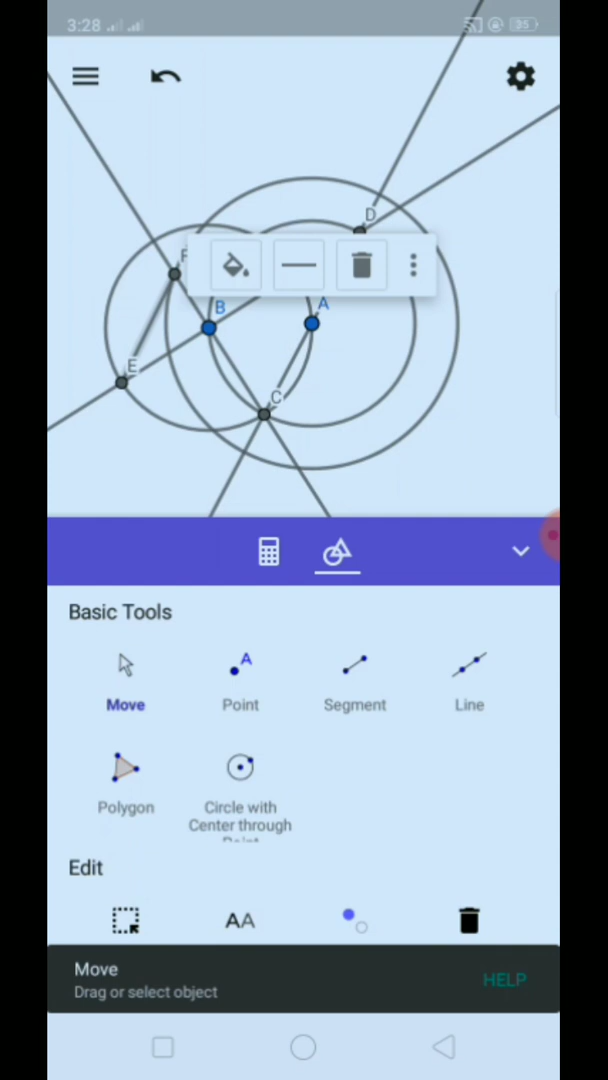 3:28
35
D
F
B
A
E
C
Basic Tools
A
Move
Point
Segment
Line
Polygon
Circle with
Center through
Edit
AA
Move
Drag or select object
HELP